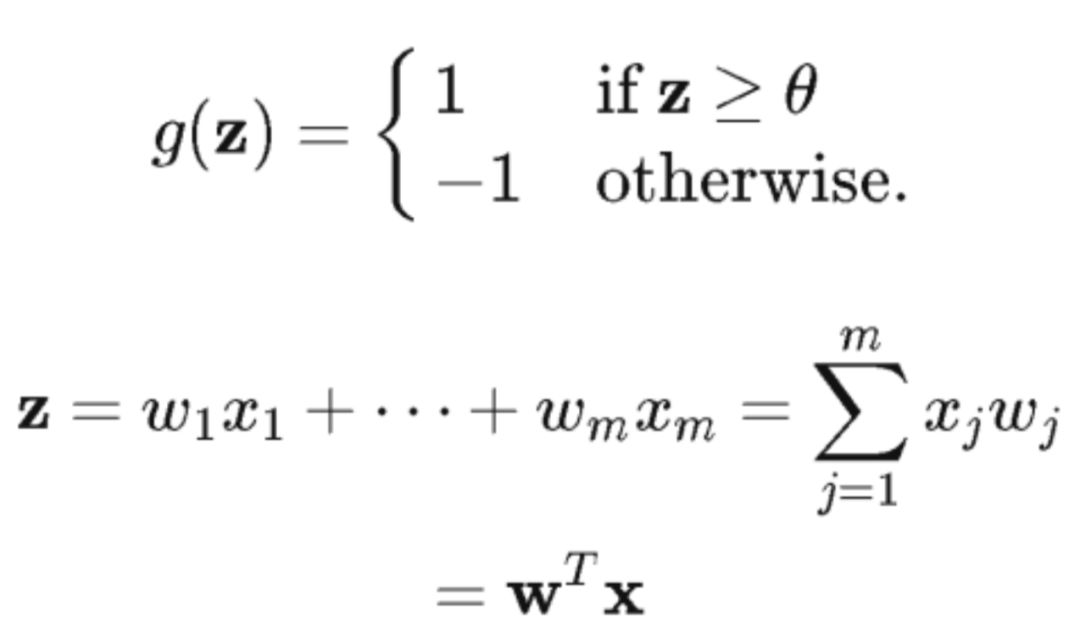 g(𝐳) = { 1 if 𝐳 ≥ θ
−1 otherwise.
𝐳 = w₁x₁ + ⋯ + wₘxₘ = ∑ⱼ₌₁ᵐ xⱼwⱼ
= 𝐰ᵀ𝐱